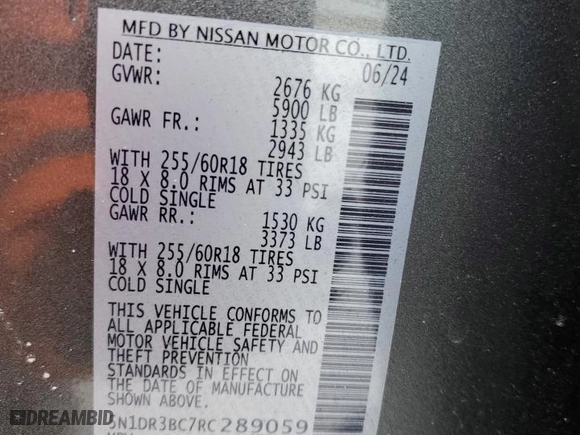 MFD BY NISSAN MOTOR CO., LTD.
DATE: 06/24
GVWR: 2676 KG
5900 LB
GAWR FR.: 1335 KG
2943 LB
WITH 255/60R18 TIRES
18 X 8.0 RIMS AT 33 PSI
COLD SINGLE
GAWR RR.: 1530 KG
3373 LB
WITH 255/60R18 TIRES
18 X 8.0 RIMS AT 33 PSI
COLD SINGLE
THIS VEHICLE CONFORMS TO
ALL APPLICABLE FEDERAL
MOTOR VEHICLE SAFETY AND
THEFT PREVENTION
STANDARDS IN EFFECT ON
THE DATE OF MANUFACTURE
SHOWN ABOVE.
5N1DR3BC7RC289059
DREAMBID